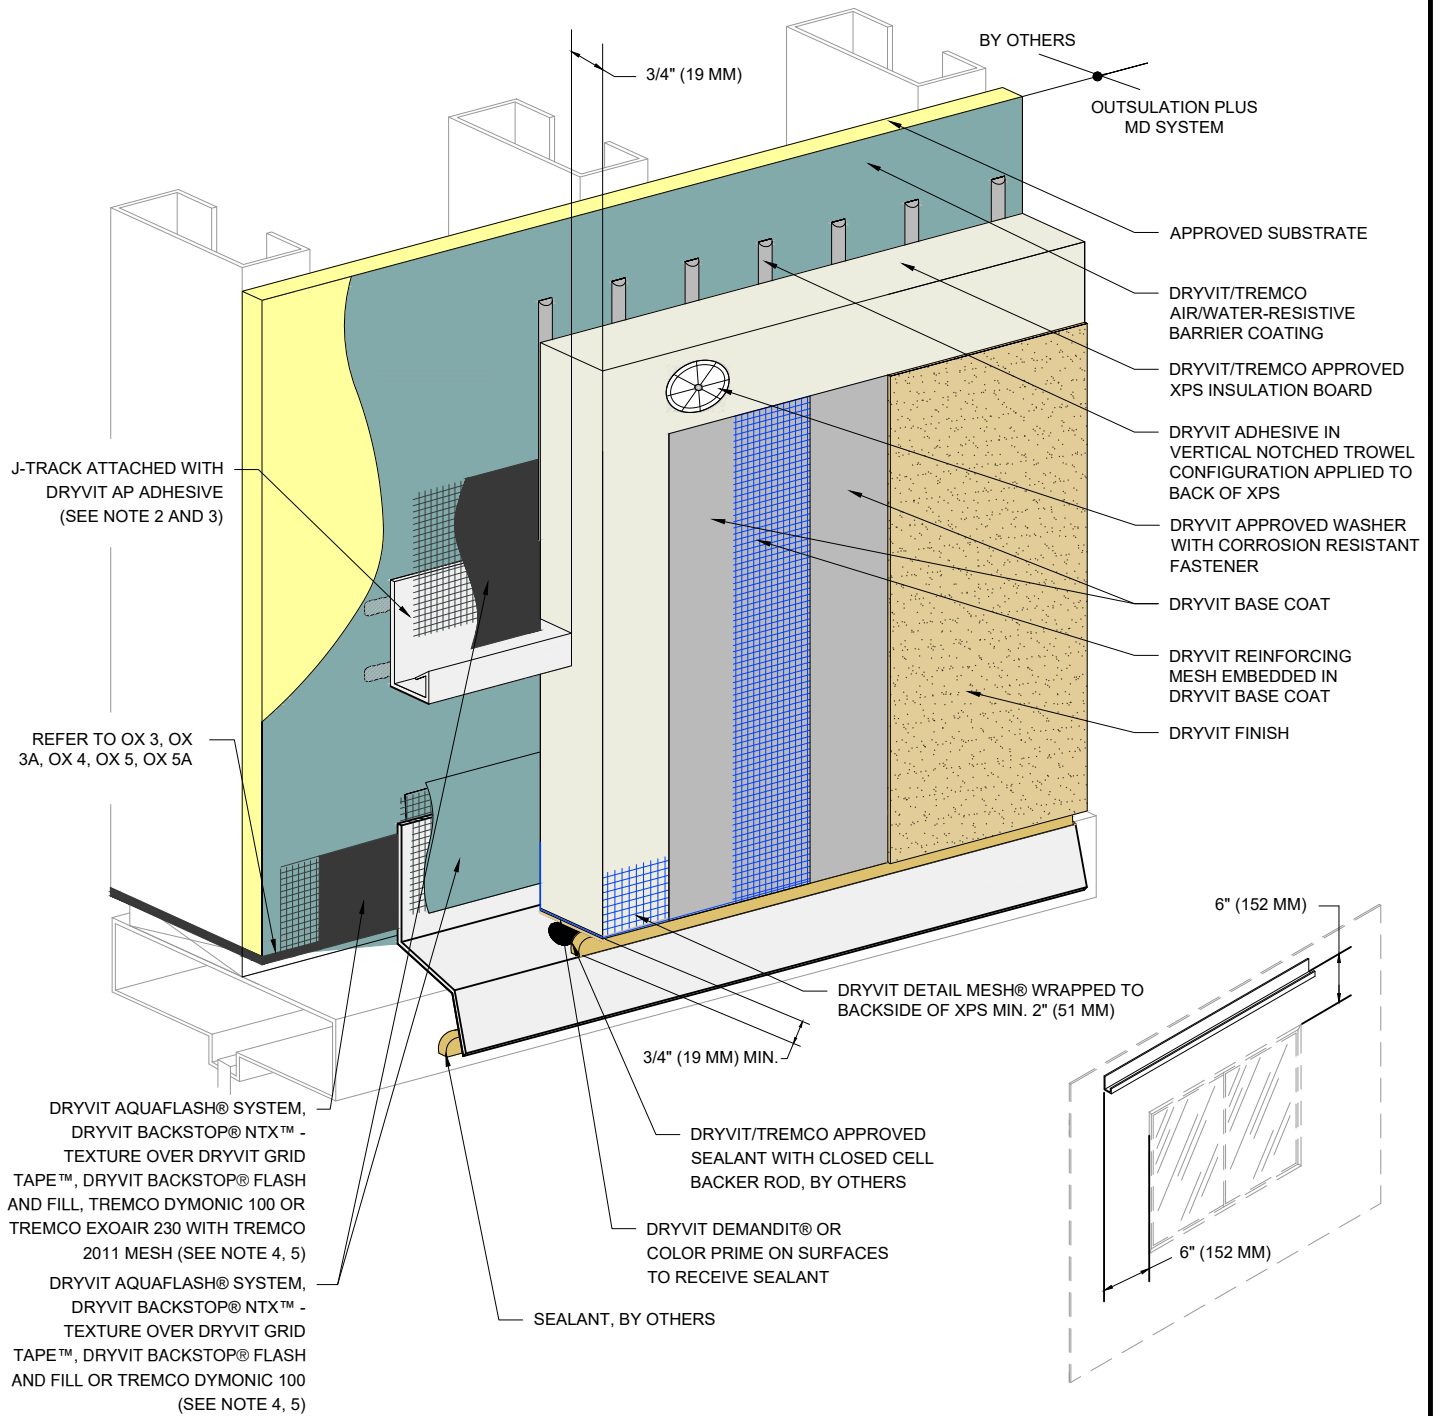 3/4" (19 MM)
BY OTHERS
OUTSULATION PLUS
MD SYSTEM
APPROVED SUBSTRATE
DRYVIT/TREMCO
AIR/WATER-RESISTIVE
BARRIER COATING
DRYVIT/TREMCO APPROVED
XPS INSULATION BOARD
DRYVIT ADHESIVE IN
VERTICAL NOTCHED TROWEL
CONFIGURATION APPLIED TO
BACK OF XPS
DRYVIT APPROVED WASHER
WITH CORROSION RESISTANT
FASTENER
DRYVIT BASE COAT
DRYVIT REINFORCING
MESH EMBEDDED IN
DRYVIT BASE COAT
DRYVIT FINISH
J-TRACK ATTACHED WITH
DRYVIT AP ADHESIVE
(SEE NOTE 2 AND 3)
REFER TO OX 3, OX
3A, OX 4, OX 5, OX 5A
DRYVIT AQUAFLASH® SYSTEM,
DRYVIT BACKSTOP® NTX™ -
TEXTURE OVER DRYVIT GRID
TAPE™, DRYVIT BACKSTOP® FLASH
AND FILL, TREMCO DYMONIC 100 OR
TREMCO EXOAIR 230 WITH TREMCO
2011 MESH (SEE NOTE 4, 5)
DRYVIT AQUAFLASH® SYSTEM,
DRYVIT BACKSTOP® NTX™ -
TEXTURE OVER DRYVIT GRID
TAPE™, DRYVIT BACKSTOP® FLASH
AND FILL OR TREMCO DYMONIC 100
(SEE NOTE 4, 5)
DRYVIT DETAIL MESH® WRAPPED TO
BACKSIDE OF XPS MIN. 2" (51 MM)
3/4" (19 MM) MIN.
DRYVIT/TREMCO APPROVED
SEALANT WITH CLOSED CELL
BACKER ROD, BY OTHERS
DRYVIT DEMANDIT® OR
COLOR PRIME ON SURFACES
TO RECEIVE SEALANT
SEALANT, BY OTHERS
6" (152 MM)
6" (152 MM)